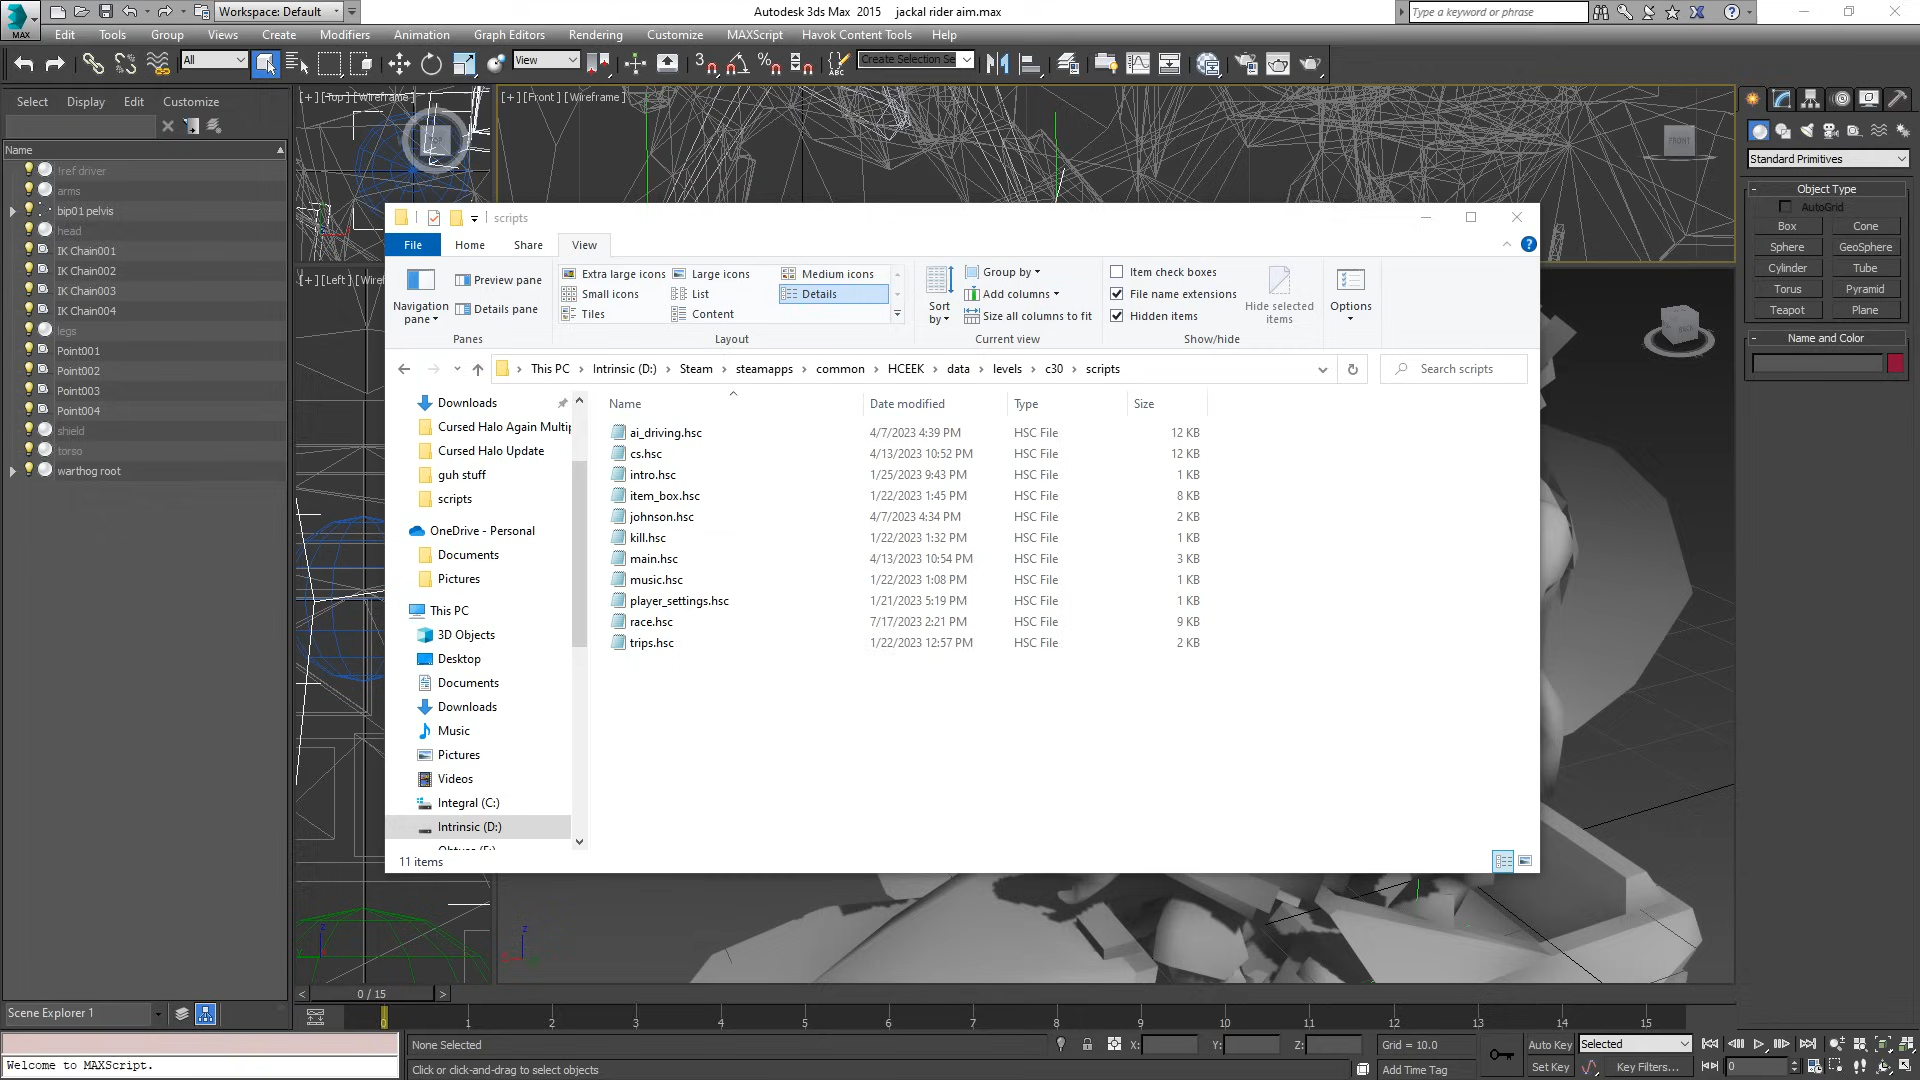 Workspace: Default
Autodesk 3ds Max 2015    jackal rider aim.max
Type a keyword or phrase
MAX
Edit Tools Group Views Create Modifiers Animation Graph Editors Rendering Customize MAXScript Havok Content Tools Help
All
View
Create Selection Se
Select Display Edit Customize
Name
!ref driver
arms
bip01 pelvis
head
IK Chain001
IK Chain002
IK Chain003
IK Chain004
legs
Point001
Point002
Point003
Point004
shield
torso
warthog root
Scene Explorer 1
Welcome to MAXScript.
[+] [Top] [Wireframe]
[+] [Front] [Wireframe]
[+] [Left] [Wiref
FRONT
BACK
scripts
File Home Share View
Navigation pane
Preview pane
Details pane
Panes
Extra large icons Large icons Medium icons
Small icons List Details
Tiles Content
Layout
Sort by
Group by
Add columns
Size all columns to fit
Current view
Item check boxes
File name extensions
Hidden items
Hide selected items
Show/hide
Options
This PC > Intrinsic (D:) > Steam > steamapps > common > HCEEK > data > levels > c30 > scripts
Search scripts
Downloads
Cursed Halo Again Multip
Cursed Halo Update
guh stuff
scripts
OneDrive - Personal
Documents
Pictures
This PC
3D Objects
Desktop
Documents
Downloads
Music
Pictures
Videos
Integral (C:)
Intrinsic (D:)
Name Date modified Type Size
ai_driving.hsc 4/7/2023 4:39 PM HSC File 12 KB
cs.hsc 4/13/2023 10:52 PM HSC File 12 KB
intro.hsc 1/25/2023 9:43 PM HSC File 1 KB
item_box.hsc 1/22/2023 1:45 PM HSC File 8 KB
johnson.hsc 4/7/2023 4:34 PM HSC File 2 KB
kill.hsc 1/22/2023 1:32 PM HSC File 1 KB
main.hsc 4/13/2023 10:54 PM HSC File 3 KB
music.hsc 1/22/2023 1:08 PM HSC File 1 KB
player_settings.hsc 1/21/2023 5:19 PM HSC File 1 KB
race.hsc 7/17/2023 2:21 PM HSC File 9 KB
trips.hsc 1/22/2023 12:57 PM HSC File 2 KB
11 items
Standard Primitives
Object Type
AutoGrid
Box Cone
Sphere GeoSphere
Cylinder Tube
Torus Pyramid
Teapot Plane
Name and Color
0 / 15
0 1 2 3 4 5 6 7 8 9 10 11 12 13 14 15
None Selected
X: Y: Z:
Grid = 10.0
Auto Key
Selected
Click or click-and-drag to select objects
Add Time Tag
Set Key
Key Filters...
0